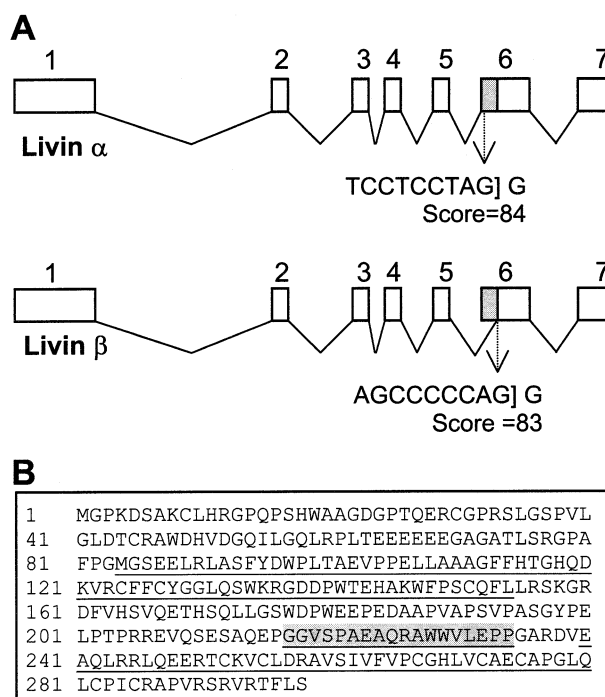 A
1 2 3 4 5 6 7
Livin α
TCCTCCTAG] G
Score=84
1 2 3 4 5 6 7
Livin β
AGCCCCCAG] G
Score =83
B
1 MGPKDSAKCLHRGPQPSHWAAGDGPTQERCGPRSLGSPVL
41 GLDTCRAWDHVDGQILGQLRPLTEEEEEEGAGATLSRGPA
81 FPGMGSEELRLASFYDWPLTAEVPPELLAAAGFFHTGHQD
121 KVRCFFCYGGLQSWKRGDDPWTEHAKWFPSCQFLLRSKGR
161 DFVHSVQETHSQLLGSWDPWEEPEDAAPVAPSVPASGYPE
201 LPTPRREVQSESAQEPGGVSPAEAQRAWWVLEPPGARDVE
241 AQLRRLQEERTCKVCLDRAVSIVFVPCGHLVCAECAPGLQ
281 LCPICRAPVRSRVRTFLS